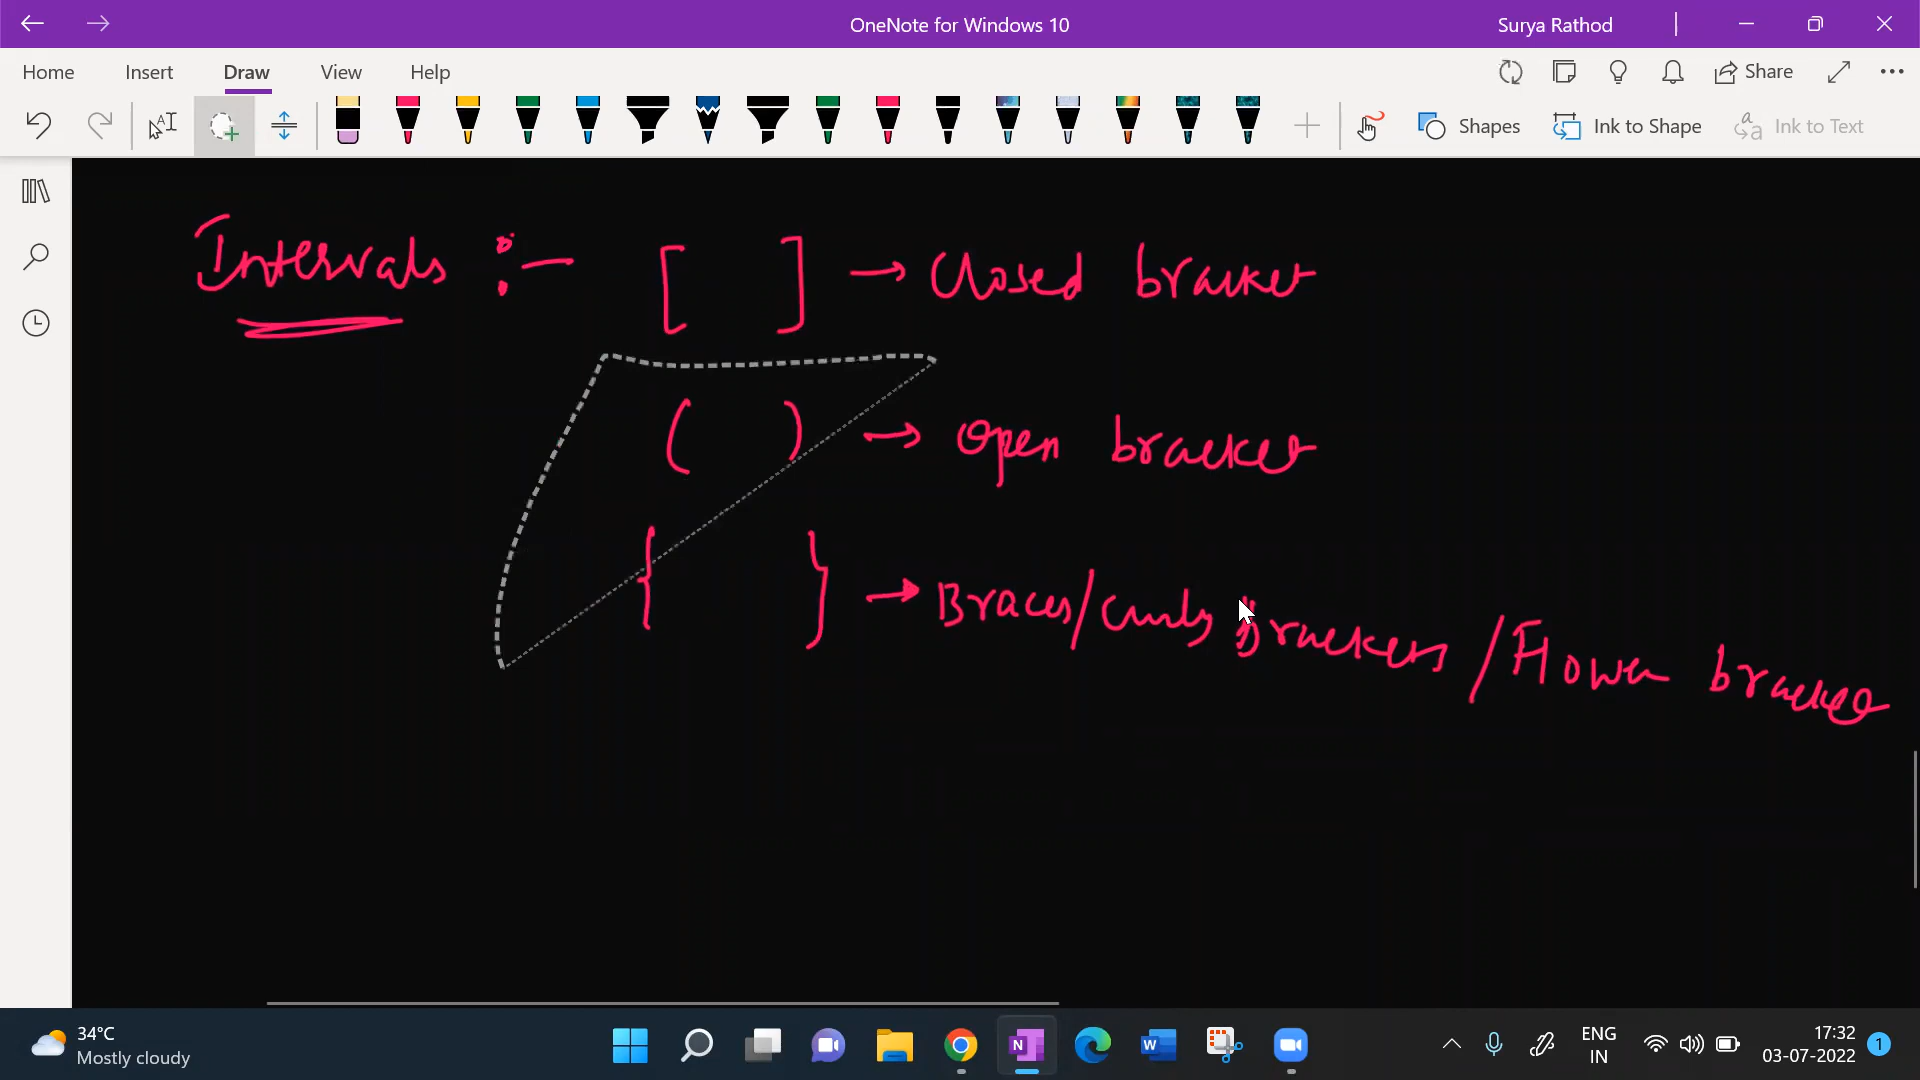 OneNote for Windows 10
Surya Rathod
Home Insert Draw View Help
Share
Shapes Ink to Shape Ink to Text
Intervals :- [ ] → Closed bracket
( ) → Open bracket
{ } → Braces/Curly Brackets/Flower bracket
34°C
Mostly cloudy
ENG
IN
17:32
03-07-2022
1